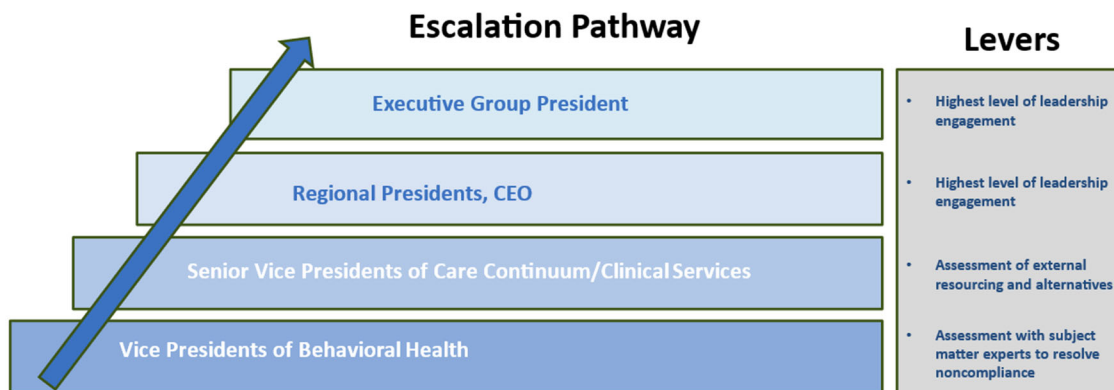 Escalation Pathway
Levers
Executive Group President
• Highest level of leadership
engagement
Regional Presidents, CEO
• Highest level of leadership
engagement
Senior Vice Presidents of Care Continuum/Clinical Services
• Assessment of external
resourcing and alternatives
Vice Presidents of Behavioral Health
• Assessment with subject
matter experts to resolve
noncompliance